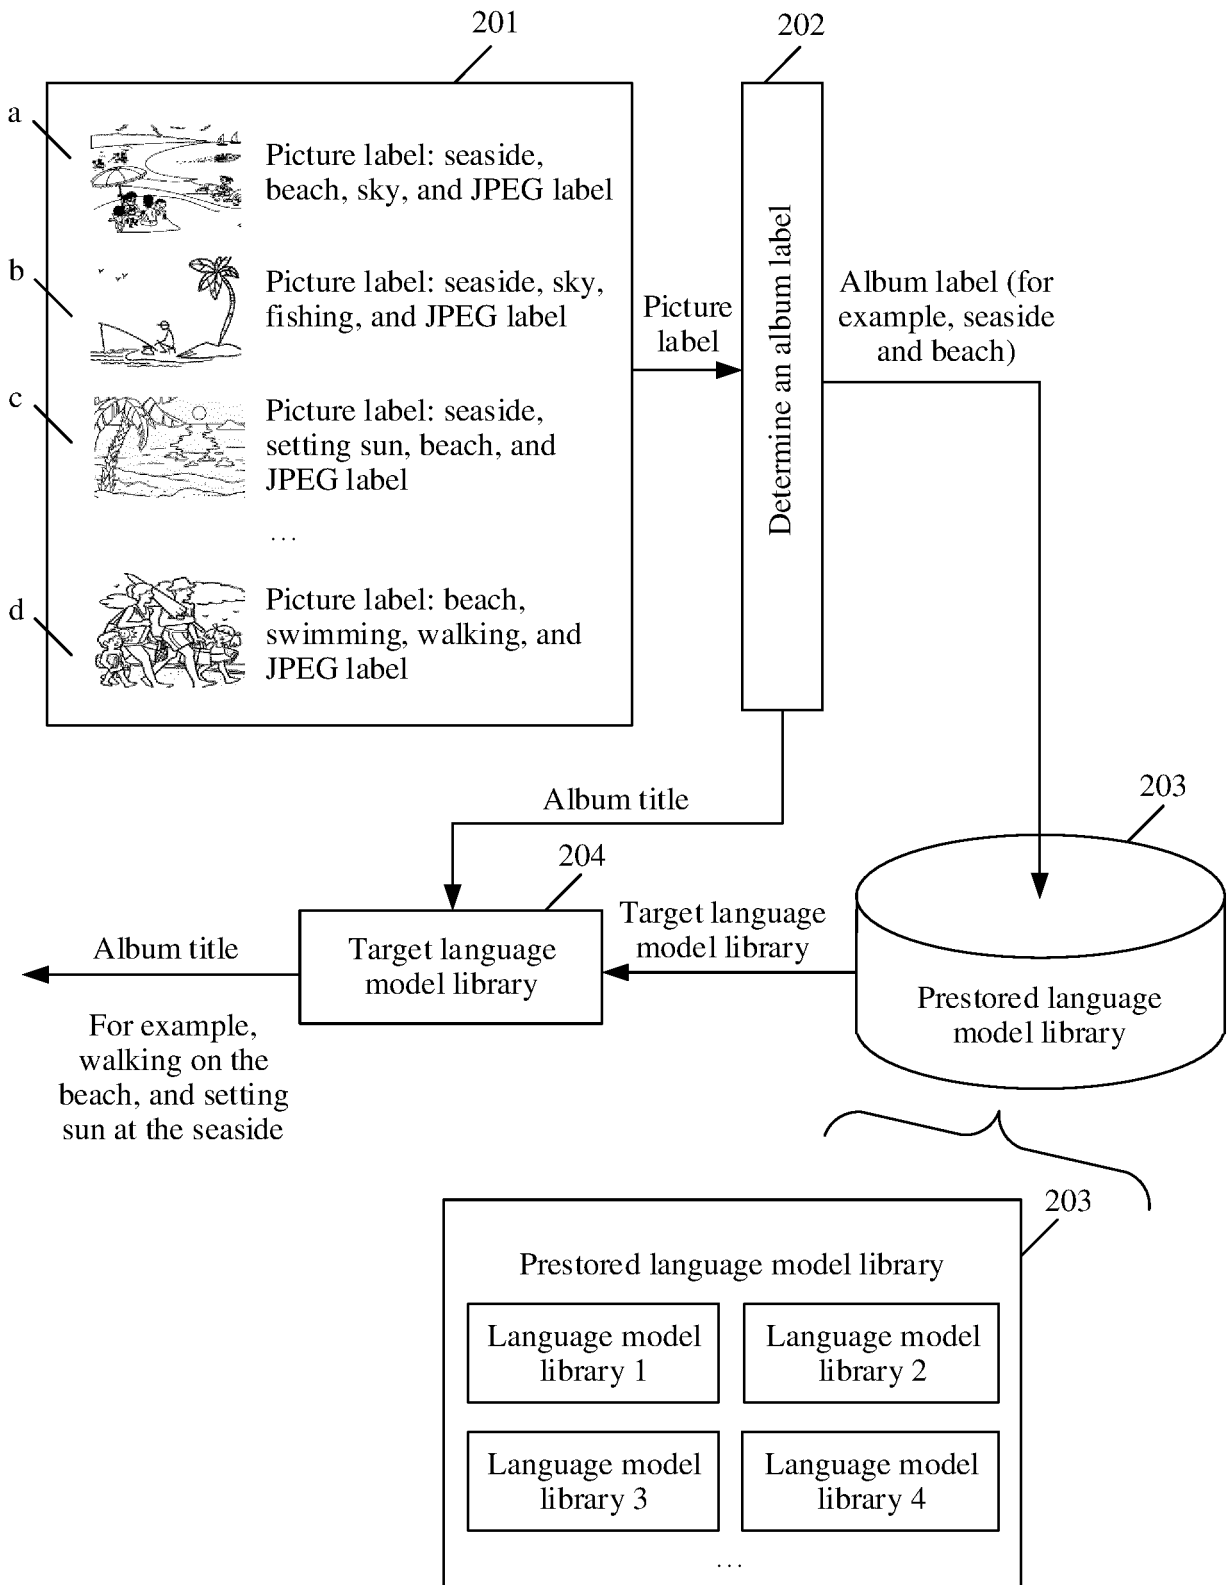 201
202
a
Picture label: seaside,
beach, sky, and JPEG label
b
Picture label: seaside, sky,
fishing, and JPEG label
c
Picture label: seaside,
setting sun, beach, and
JPEG label
...
d
Picture label: beach,
swimming, walking, and
JPEG label
Picture
label
Determine an album label
Album label (for
example, seaside
and beach)
Album title
203
204
Target language
model library
Target language
model library
Prestored language
model library
Album title
For example,
walking on the
beach, and setting
sun at the seaside
203
Prestored language model library
Language model
library 1
Language model
library 2
Language model
library 3
Language model
library 4
...